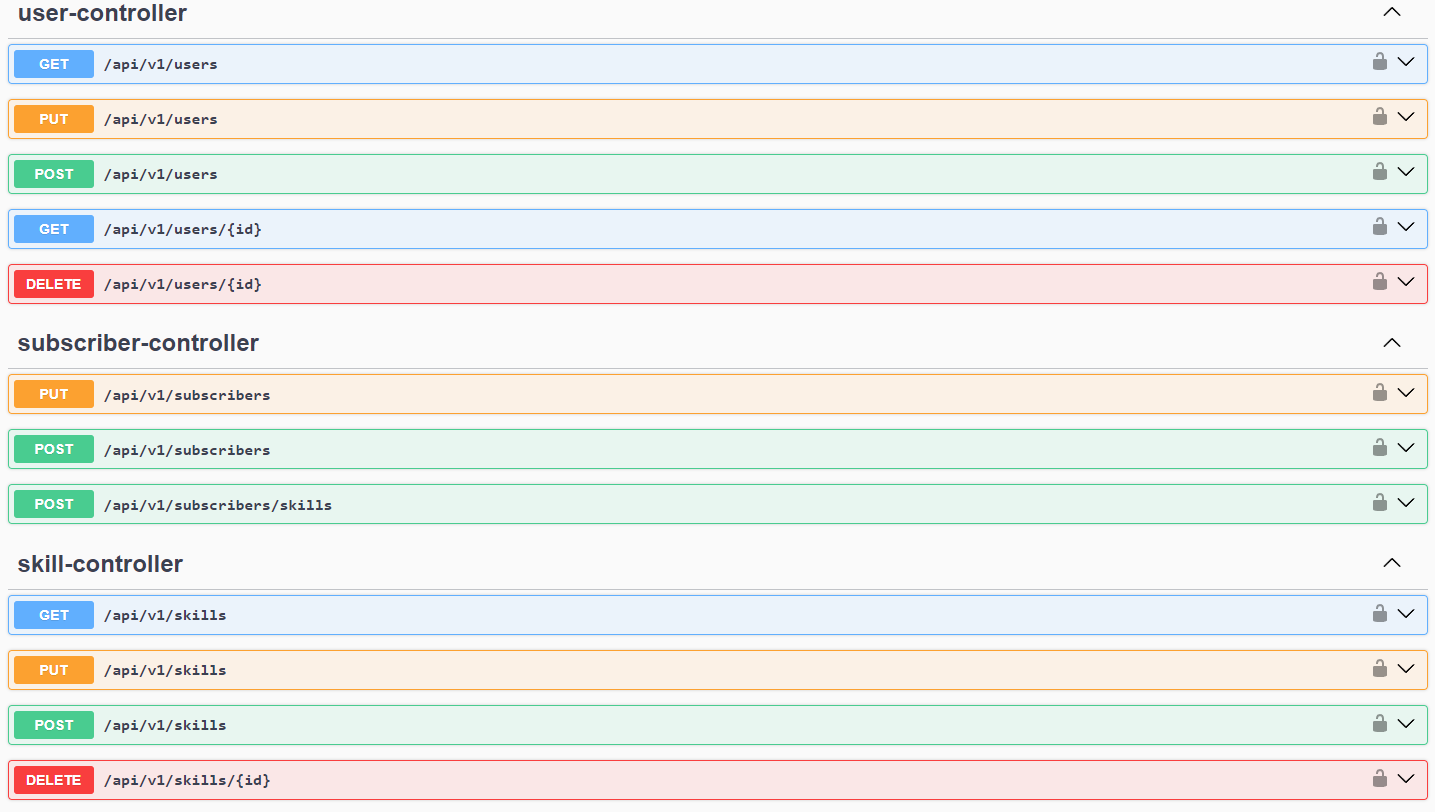 user-controller
GET /api/v1/users
PUT /api/v1/users
POST /api/v1/users
GET /api/v1/users/{id}
DELETE /api/v1/users/{id}
subscriber-controller
PUT /api/v1/subscribers
POST /api/v1/subscribers
POST /api/v1/subscribers/skills
skill-controller
GET /api/v1/skills
PUT /api/v1/skills
POST /api/v1/skills
DELETE /api/v1/skills/{id}